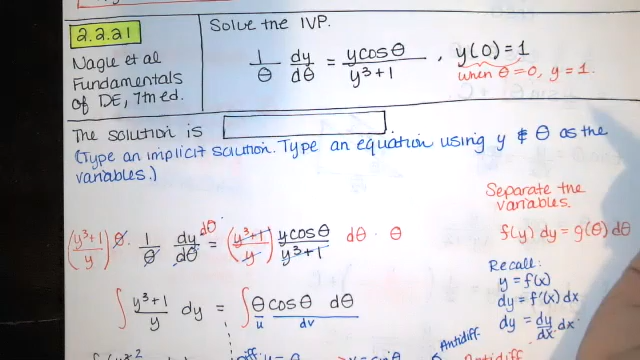 2.2.21
Nagle et al
Fundamentals
of DE, 7th ed.
Solve the IVP.
1/θ dy/dθ = y cos θ / (y³+1) , y(0) = 1
when θ=0, y=1.
The solution is
(Type an implicit solution. Type an equation using y & θ as the
variables.)
Separate the
variables.
f(y) dy = g(θ) dθ
((y³+1)/y) θ · 1/θ dy/dθ dθ = ((y³+1)/y) y cos θ / (y³+1) dθ · θ
Recall:
y = f(x)
dy = f'(x) dx
dy = dy/dx dx
∫ (y³+1)/y dy = ∫ θ cos θ dθ
u dv
Antidiff.